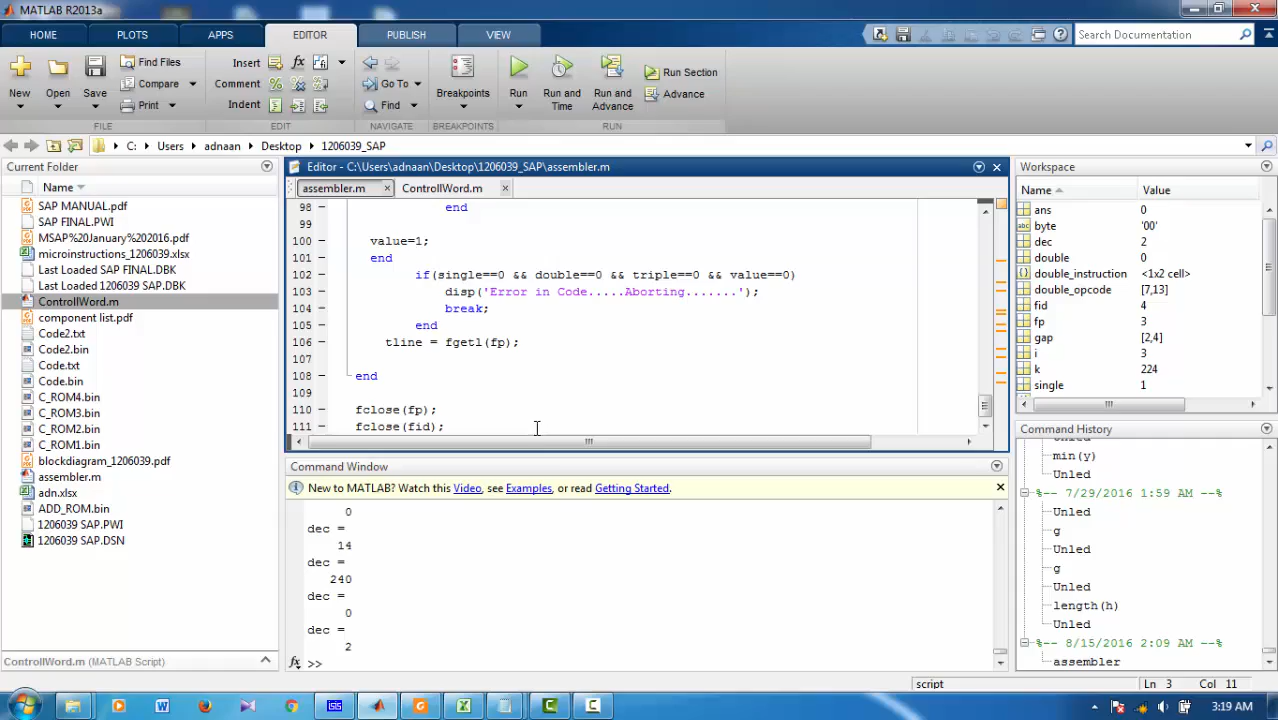 MATLAB R2013a
HOME PLOTS APPS EDITOR PUBLISH VIEW
Search Documentation
New Open Save Find Files Compare Print
Insert Comment Indent
Go To Find
Breakpoints
Run Run and Time Run and Advance Run Section Advance
FILE EDIT NAVIGATE BREAKPOINTS RUN
C: Users adnaan Desktop 1206039_SAP
Current Folder
Name
SAP MANUAL.pdf
SAP FINAL.PWI
MSAP%20January%202016.pdf
microinstructions_1206039.xlsx
Last Loaded SAP FINAL.DBK
Last Loaded 1206039 SAP.DBK
ControllWord.m
component list.pdf
Code2.txt
Code2.bin
Code.txt
Code.bin
C_ROM4.bin
C_ROM3.bin
C_ROM2.bin
C_ROM1.bin
blockdiagram_1206039.pdf
assembler.m
adn.xlsx
ADD_ROM.bin
1206039 SAP.PWI
1206039 SAP.DSN
ControllWord.m (MATLAB Script)
Editor - C:\Users\adnaan\Desktop\1206039_SAP\assembler.m
assembler.m ControllWord.m
98 end
99
100 value=1;
101 end
102 if(single==0 && double==0 && triple==0 && value==0)
103 disp('Error in Code.....Aborting.......');
104 break;
105 end
106 tline = fgetl(fp);
107
108 end
109
110 fclose(fp);
111 fclose(fid);
Command Window
New to MATLAB? Watch this Video, see Examples, or read Getting Started.
0
dec =
14
dec =
240
dec =
0
dec =
2
fx >>
Workspace
Name Value
ans 0
byte '00'
dec 2
double 0
double_instruction <1x2 cell>
double_opcode [7,13]
fid 4
fp 3
gap [2,4]
i 3
k 224
single 1
Command History
Unled
min(y)
Unled
%-- 7/29/2016 1:59 AM --%
Unled
g
Unled
g
Unled
length(h)
Unled
%-- 8/15/2016 2:09 AM --%
assembler
script Ln 3 Col 11
3:19 AM